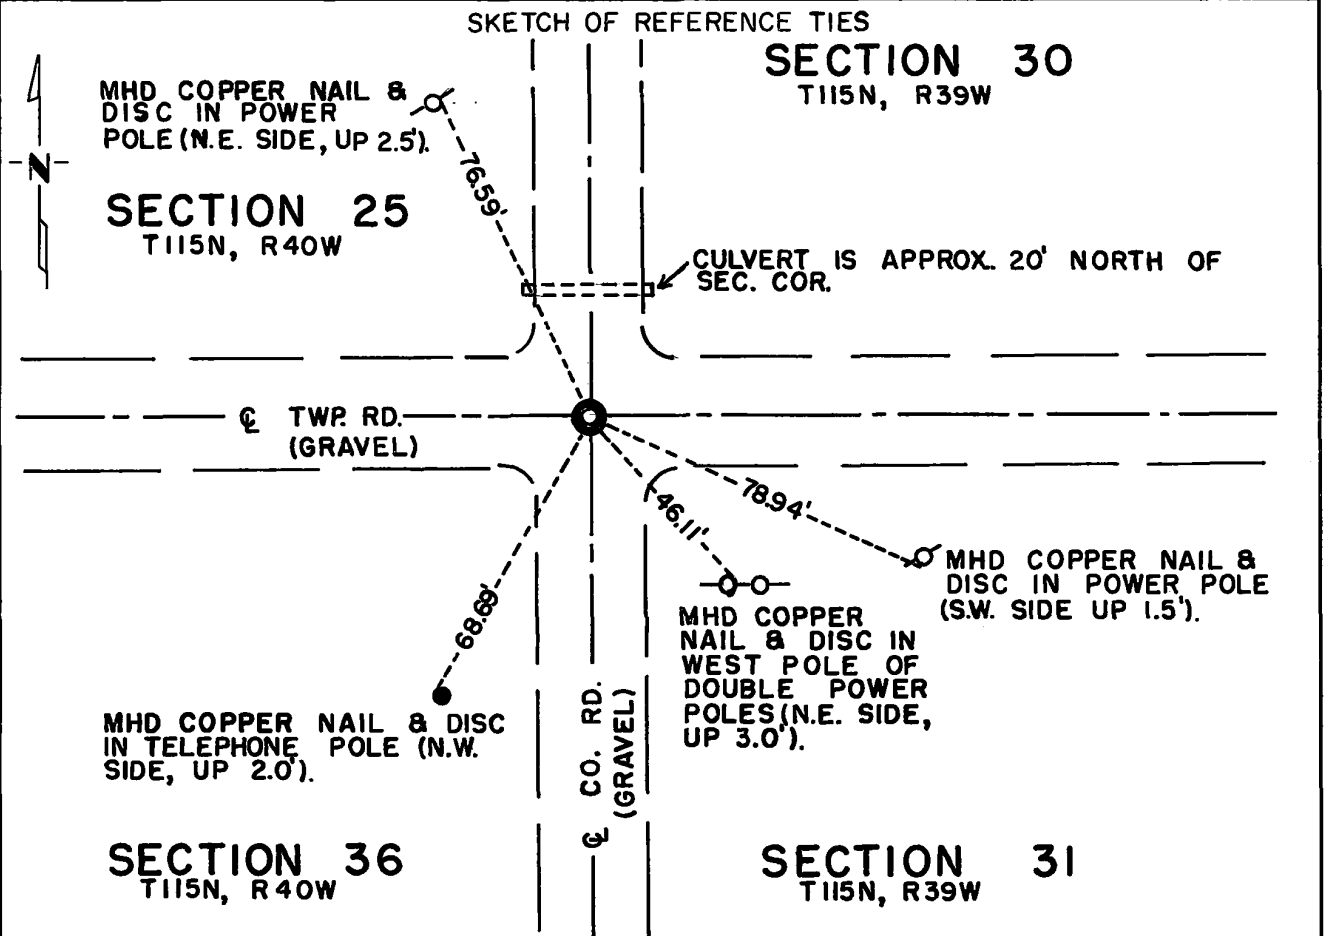 SKETCH OF REFERENCE TIES
SECTION 30
T115N, R39W
MHD COPPER NAIL &
DISC IN POWER
POLE (N.E. SIDE, UP 2.5').
N
76.59'
SECTION 25
T115N, R40W
CULVERT IS APPROX. 20' NORTH OF
SEC. COR.
℄ TWP. RD.
(GRAVEL)
78.94'
46.11'
MHD COPPER NAIL &
DISC IN POWER POLE
(S.W. SIDE UP 1.5').
68.69'
MHD COPPER
NAIL & DISC IN
WEST POLE OF
DOUBLE POWER
POLES (N.E. SIDE,
UP 3.0').
MHD COPPER NAIL & DISC
IN TELEPHONE POLE (N.W.
SIDE, UP 2.0').
℄ CO. RD.
(GRAVEL)
SECTION 36
T115N, R40W
SECTION 31
T115N, R39W